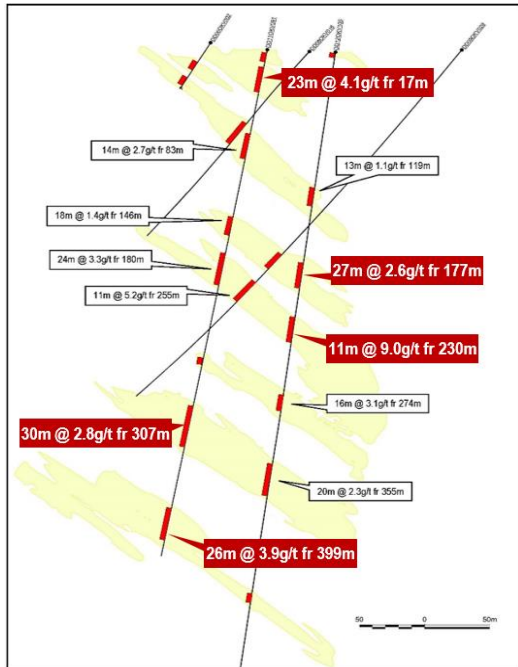 23m @ 4.1g/t fr 17m
14m @ 2.7g/t fr 83m
13m @ 1.1g/t fr 119m
18m @ 1.4g/t fr 146m
24m @ 3.3g/t fr 180m
27m @ 2.6g/t fr 177m
11m @ 5.2g/t fr 255m
11m @ 9.0g/t fr 230m
16m @ 3.1g/t fr 274m
30m @ 2.8g/t fr 307m
20m @ 2.3g/t fr 355m
26m @ 3.9g/t fr 399m
50 0 50m